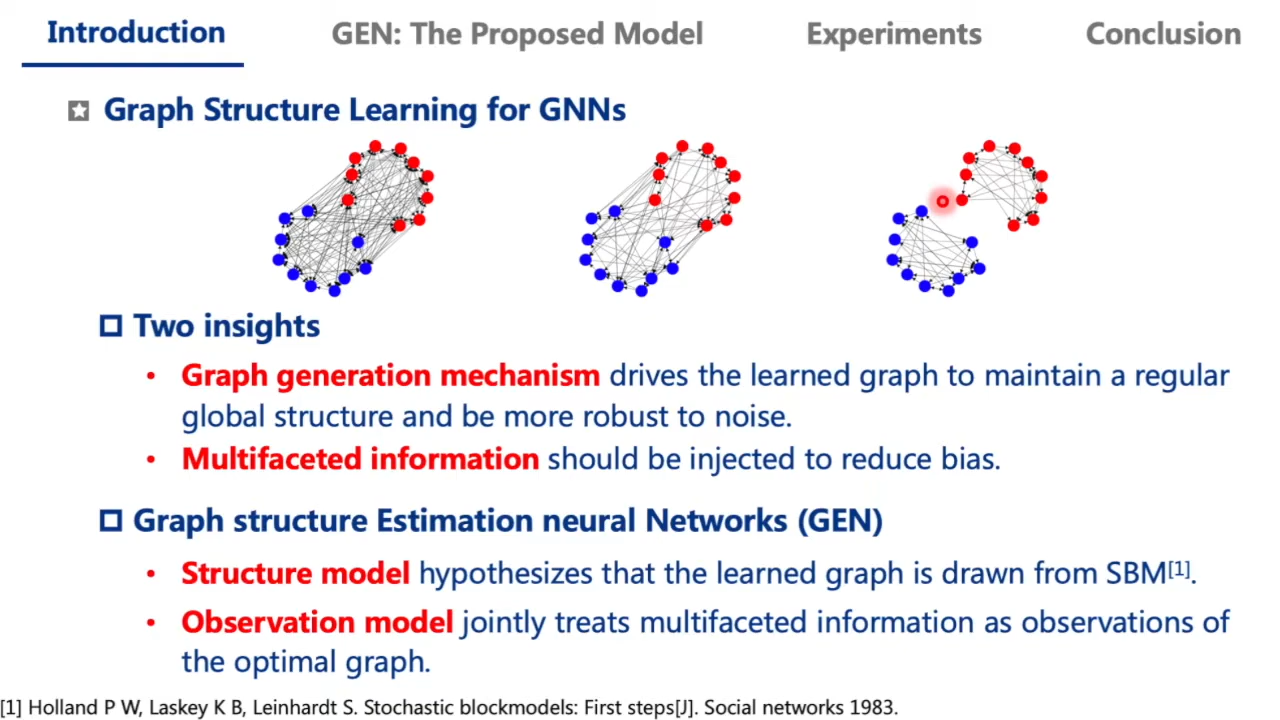 Introduction GEN: The Proposed Model Experiments Conclusion
Graph Structure Learning for GNNs
Two insights
• Graph generation mechanism drives the learned graph to maintain a regular
global structure and be more robust to noise.
• Multifaceted information should be injected to reduce bias.
Graph structure Estimation neural Networks (GEN)
• Structure model hypothesizes that the learned graph is drawn from SBM[1].
• Observation model jointly treats multifaceted information as observations of
the optimal graph.
[1] Holland P W, Laskey K B, Leinhardt S. Stochastic blockmodels: First steps[J]. Social networks 1983.